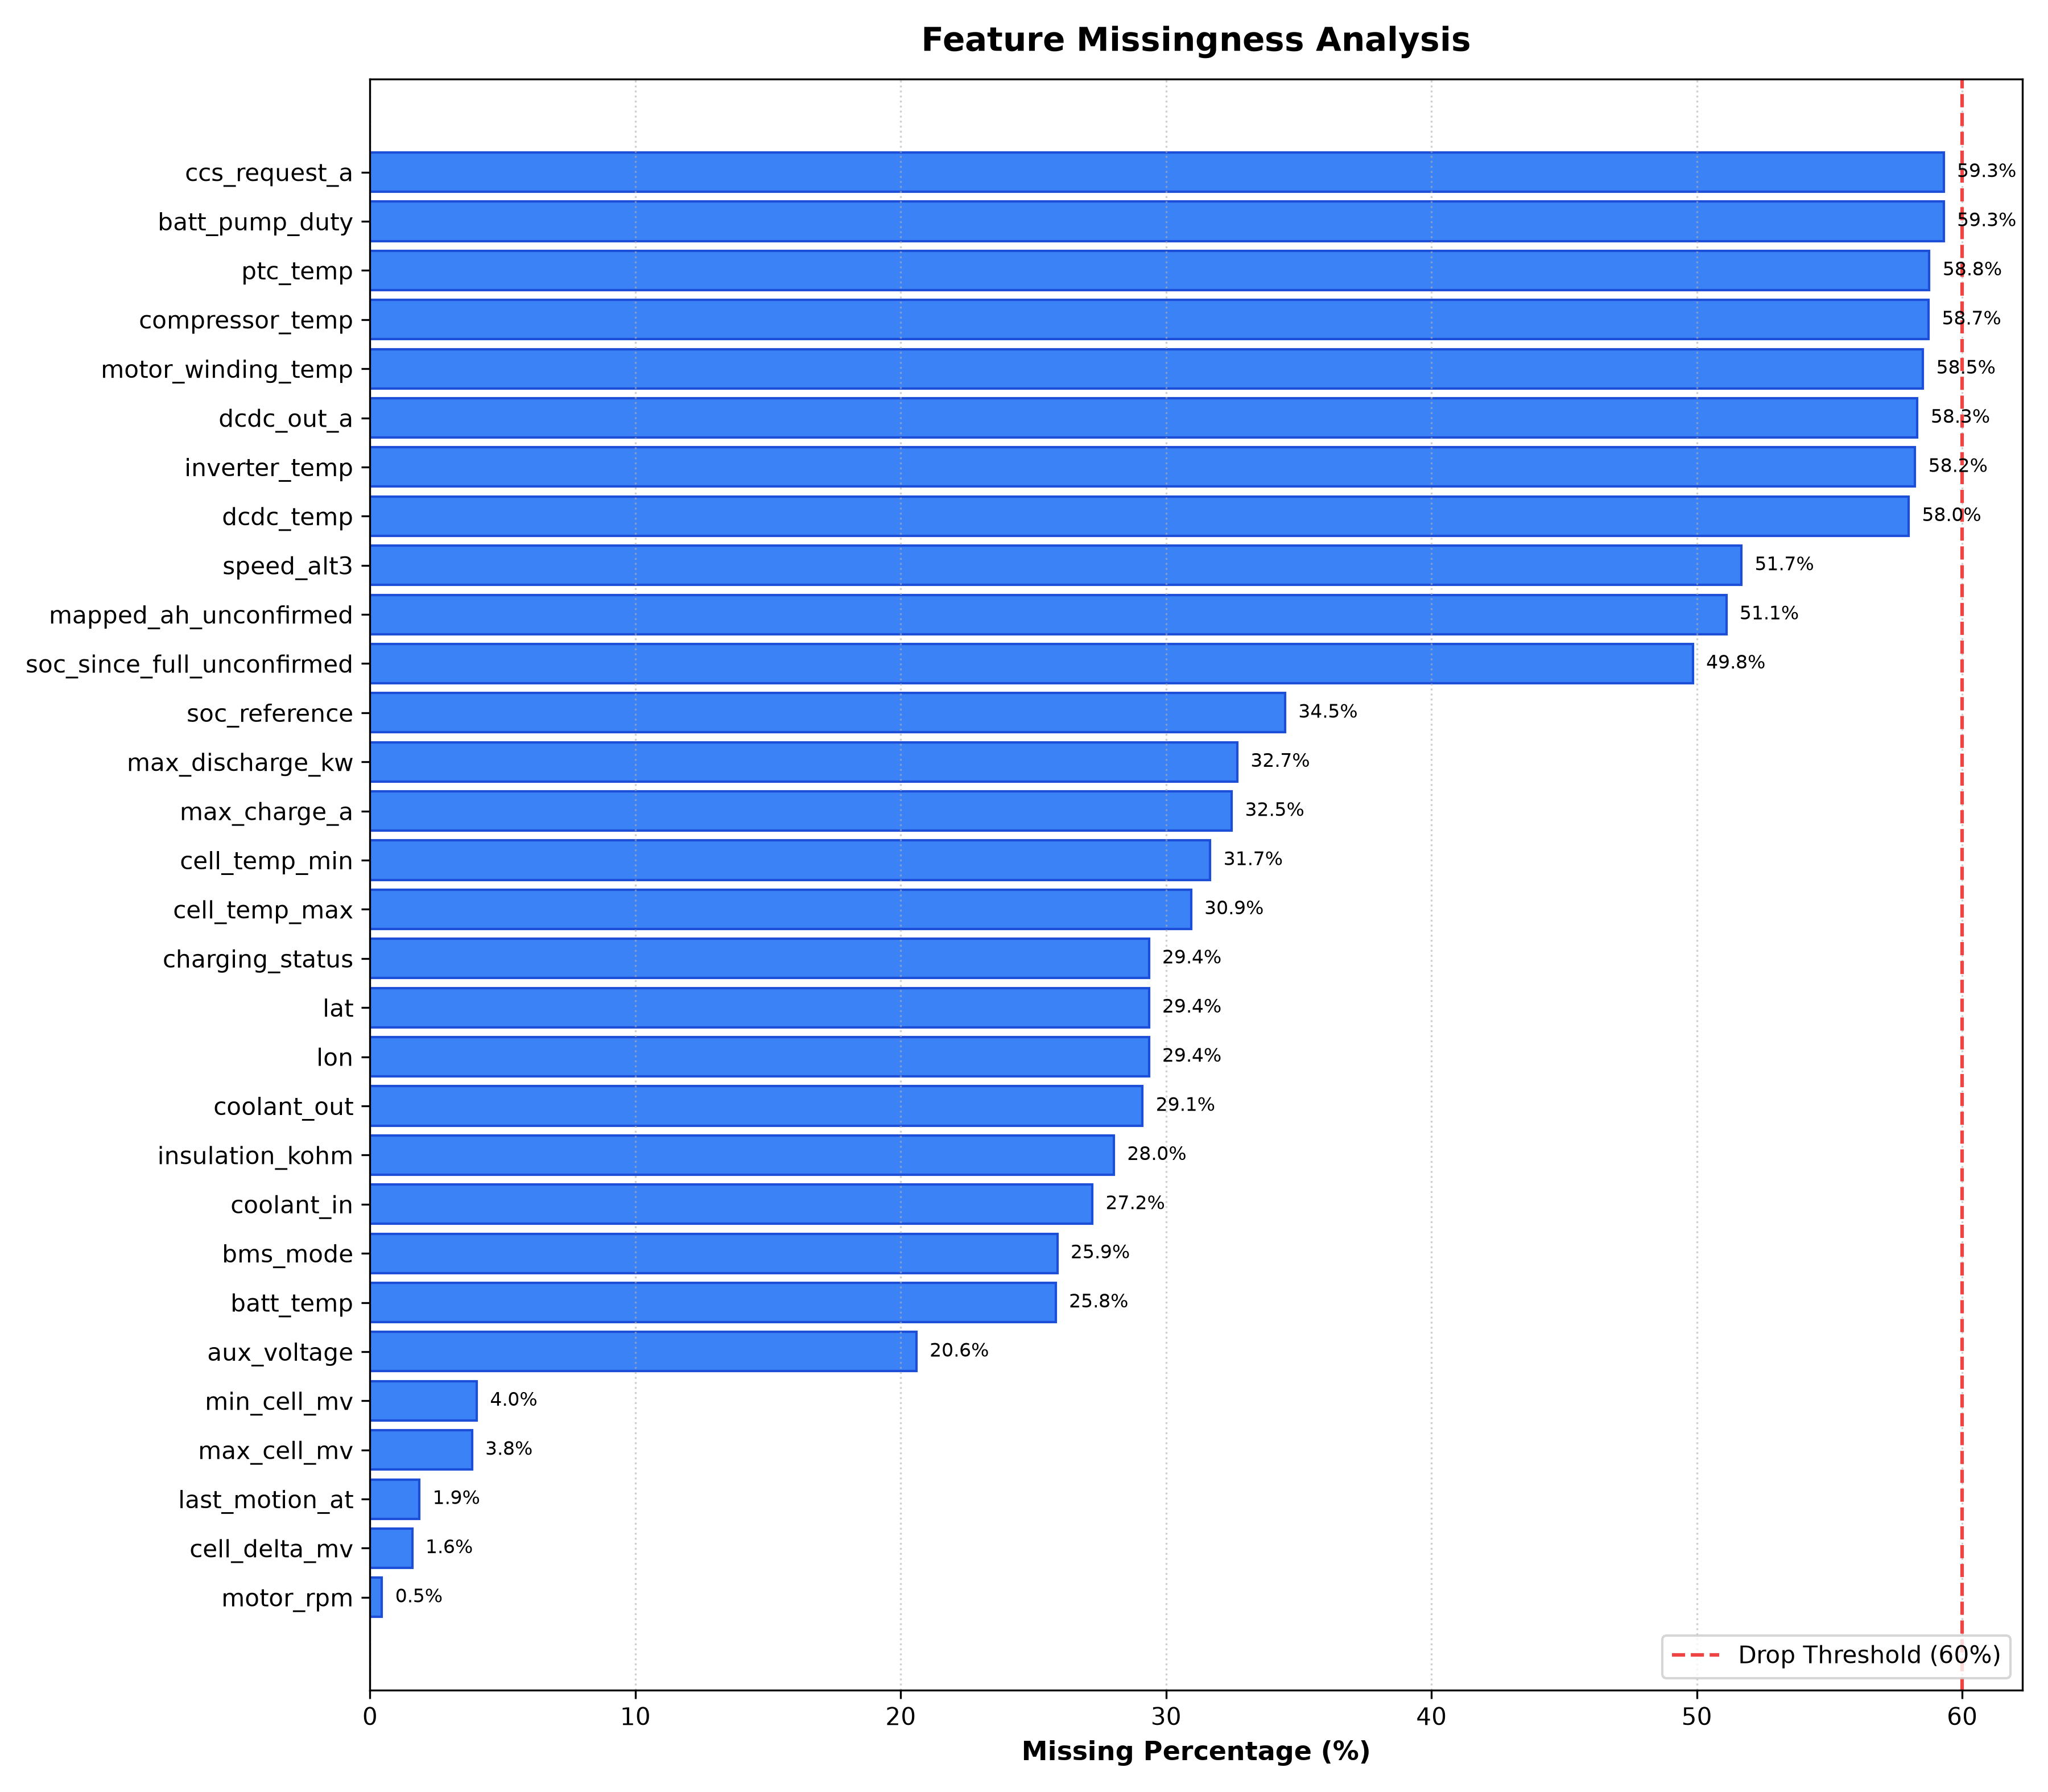 Feature Missingness Analysis
ccs_request_a 59.3%
batt_pump_duty 59.3%
ptc_temp 58.8%
compressor_temp 58.7%
motor_winding_temp 58.5%
dcdc_out_a 58.3%
inverter_temp 58.2%
dcdc_temp 58.0%
speed_alt3 51.7%
mapped_ah_unconfirmed 51.1%
soc_since_full_unconfirmed 49.8%
soc_reference 34.5%
max_discharge_kw 32.7%
max_charge_a 32.5%
cell_temp_min 31.7%
cell_temp_max 30.9%
charging_status 29.4%
lat 29.4%
lon 29.4%
coolant_out 29.1%
insulation_kohm 28.0%
coolant_in 27.2%
bms_mode 25.9%
batt_temp 25.8%
aux_voltage 20.6%
min_cell_mv 4.0%
max_cell_mv 3.8%
last_motion_at 1.9%
cell_delta_mv 1.6%
motor_rpm 0.5%
Drop Threshold (60%)
0 10 20 30 40 50 60
Missing Percentage (%)